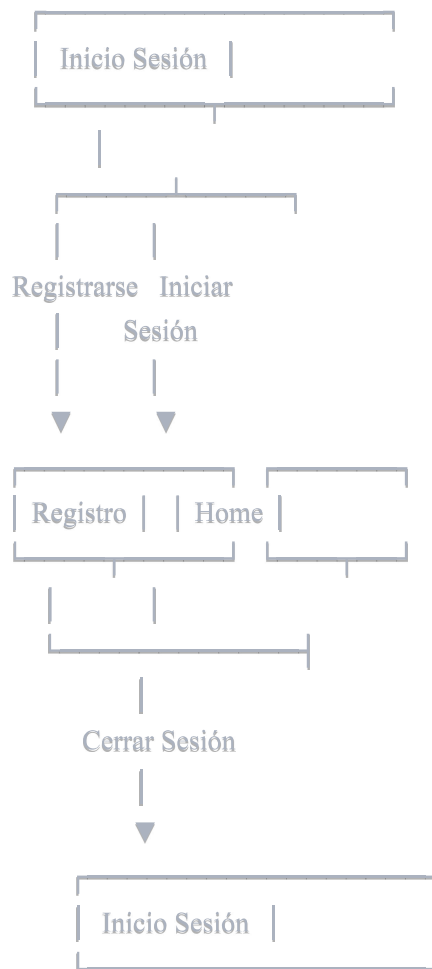 Inicio Sesión
Registrarse Iniciar
Sesión
Registro Home
Cerrar Sesión
Inicio Sesión